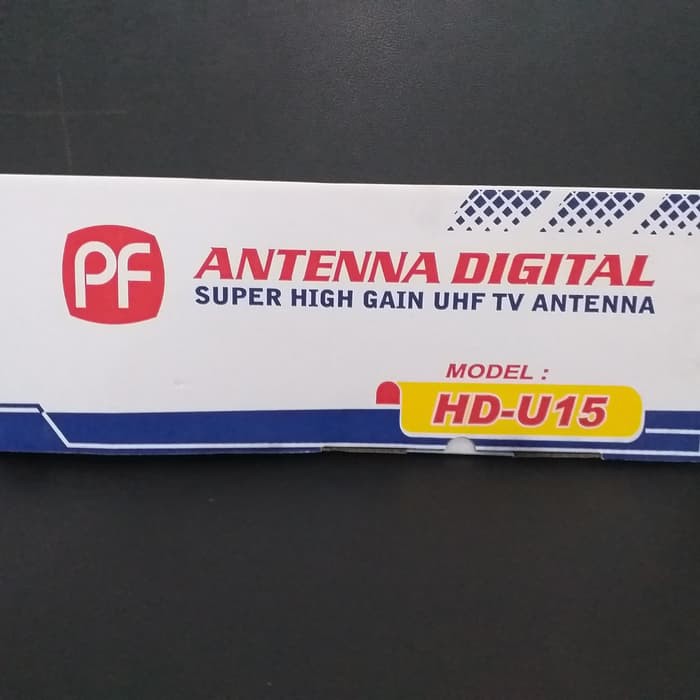 PF
ANTENNA DIGITAL
SUPER HIGH GAIN UHF TV ANTENNA
MODEL :
HD-U15